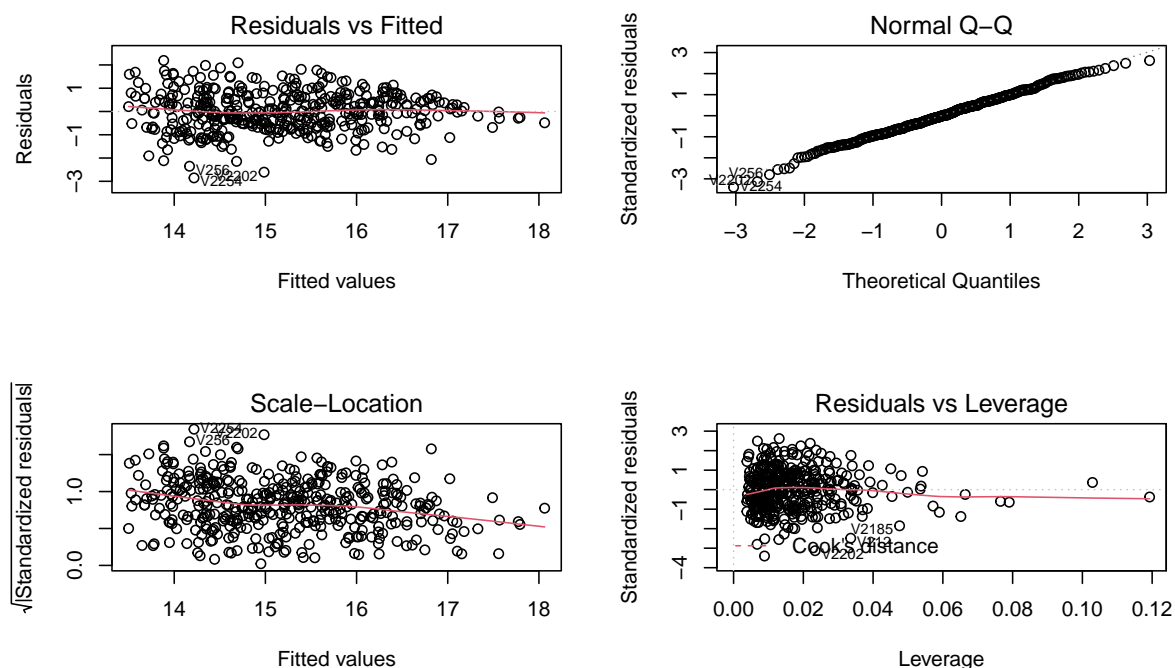 Residuals vs Fitted
Residuals
1
-1
-3
V256
V2202
V2254
14 15 16 17 18
Fitted values
Normal Q-Q
Standardized residuals
3
1
-1
-3
V256
V2202
V2254
-3 -2 -1 0 1 2 3
Theoretical Quantiles
Scale-Location
√|Standardized residuals|
1.0
0.0
V2254
V2202
V256
14 15 16 17 18
Fitted values
Residuals vs Leverage
Standardized residuals
3
1
-1
-4
V2185
V212
Cook's distance
V2202
0.00 0.02 0.04 0.06 0.08 0.10 0.12
Leverage